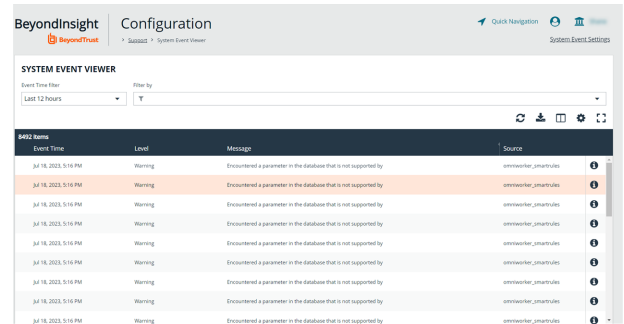 BeyondInsight
BeyondTrust
Configuration
> Support > System Event Viewer
Quick Navigation
System Event Settings
SYSTEM EVENT VIEWER
Event Time filter Filter by
Last 12 hours
8492 items
Event Time Level Message Source
Jul 18, 2023, 5:16 PM Warning Encountered a parameter in the database that is not supported by omniworker_smartrules
Jul 18, 2023, 5:16 PM Warning Encountered a parameter in the database that is not supported by omniworker_smartrules
Jul 18, 2023, 5:16 PM Warning Encountered a parameter in the database that is not supported by omniworker_smartrules
Jul 18, 2023, 5:16 PM Warning Encountered a parameter in the database that is not supported by omniworker_smartrules
Jul 18, 2023, 5:16 PM Warning Encountered a parameter in the database that is not supported by omniworker_smartrules
Jul 18, 2023, 5:16 PM Warning Encountered a parameter in the database that is not supported by omniworker_smartrules
Jul 18, 2023, 5:16 PM Warning Encountered a parameter in the database that is not supported by omniworker_smartrules
Jul 18, 2023, 5:16 PM Warning Encountered a parameter in the database that is not supported by omniworker_smartrules
Jul 18, 2023, 5:16 PM Warning Encountered a parameter in the database that is not supported by omniworker_smartrules